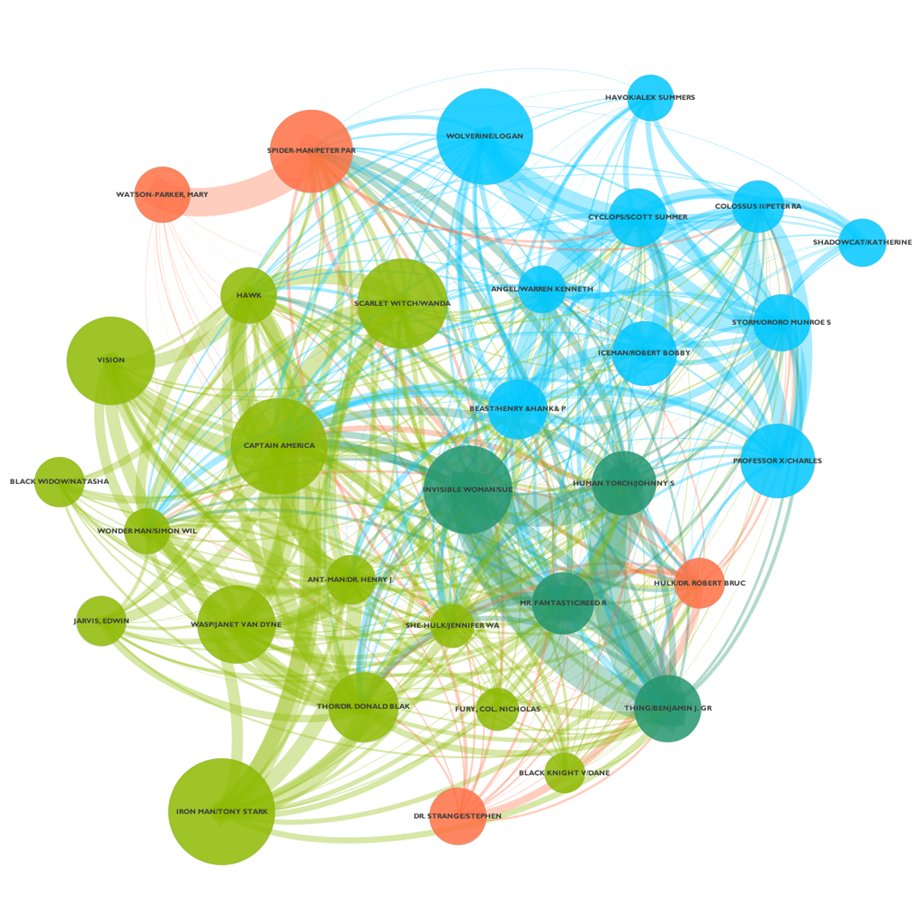 HAVOK/ALEX SUMMERS
WOLVERINE/LOGAN
SPIDER-MAN/PETER PAR
WATSON-PARKER, MARY
COLOSSUS II/PETER RA
CYCLOPS/SCOTT SUMMER
SHADOWCAT/KATHERINE
ANGEL/WARREN KENNETH
HAWK
SCARLET WITCH/WANDA
STORM/ORORO MUNROE S
ICEMAN/ROBERT BOBBY
VISION
BEAST/HENRY &HANK& P
CAPTAIN AMERICA
PROFESSOR X/CHARLES
BLACK WIDOW/NATASHA
HUMAN TORCH/JOHNNY S
INVISIBLE WOMAN/SUE
WONDER MAN/SIMON WIL
ANT-MAN/DR. HENRY J.
HULK/DR. ROBERT BRUC
MR. FANTASTIC/REED R
JARVIS, EDWIN
WASP/JANET VAN DYNE
SHE-HULK/JENNIFER WA
THOR/DR. DONALD BLAK
FURY, COL. NICHOLAS
THING/BENJAMIN J. GR
BLACK KNIGHT V/DANE
IRON MAN/TONY STARK
DR. STRANGE/STEPHEN